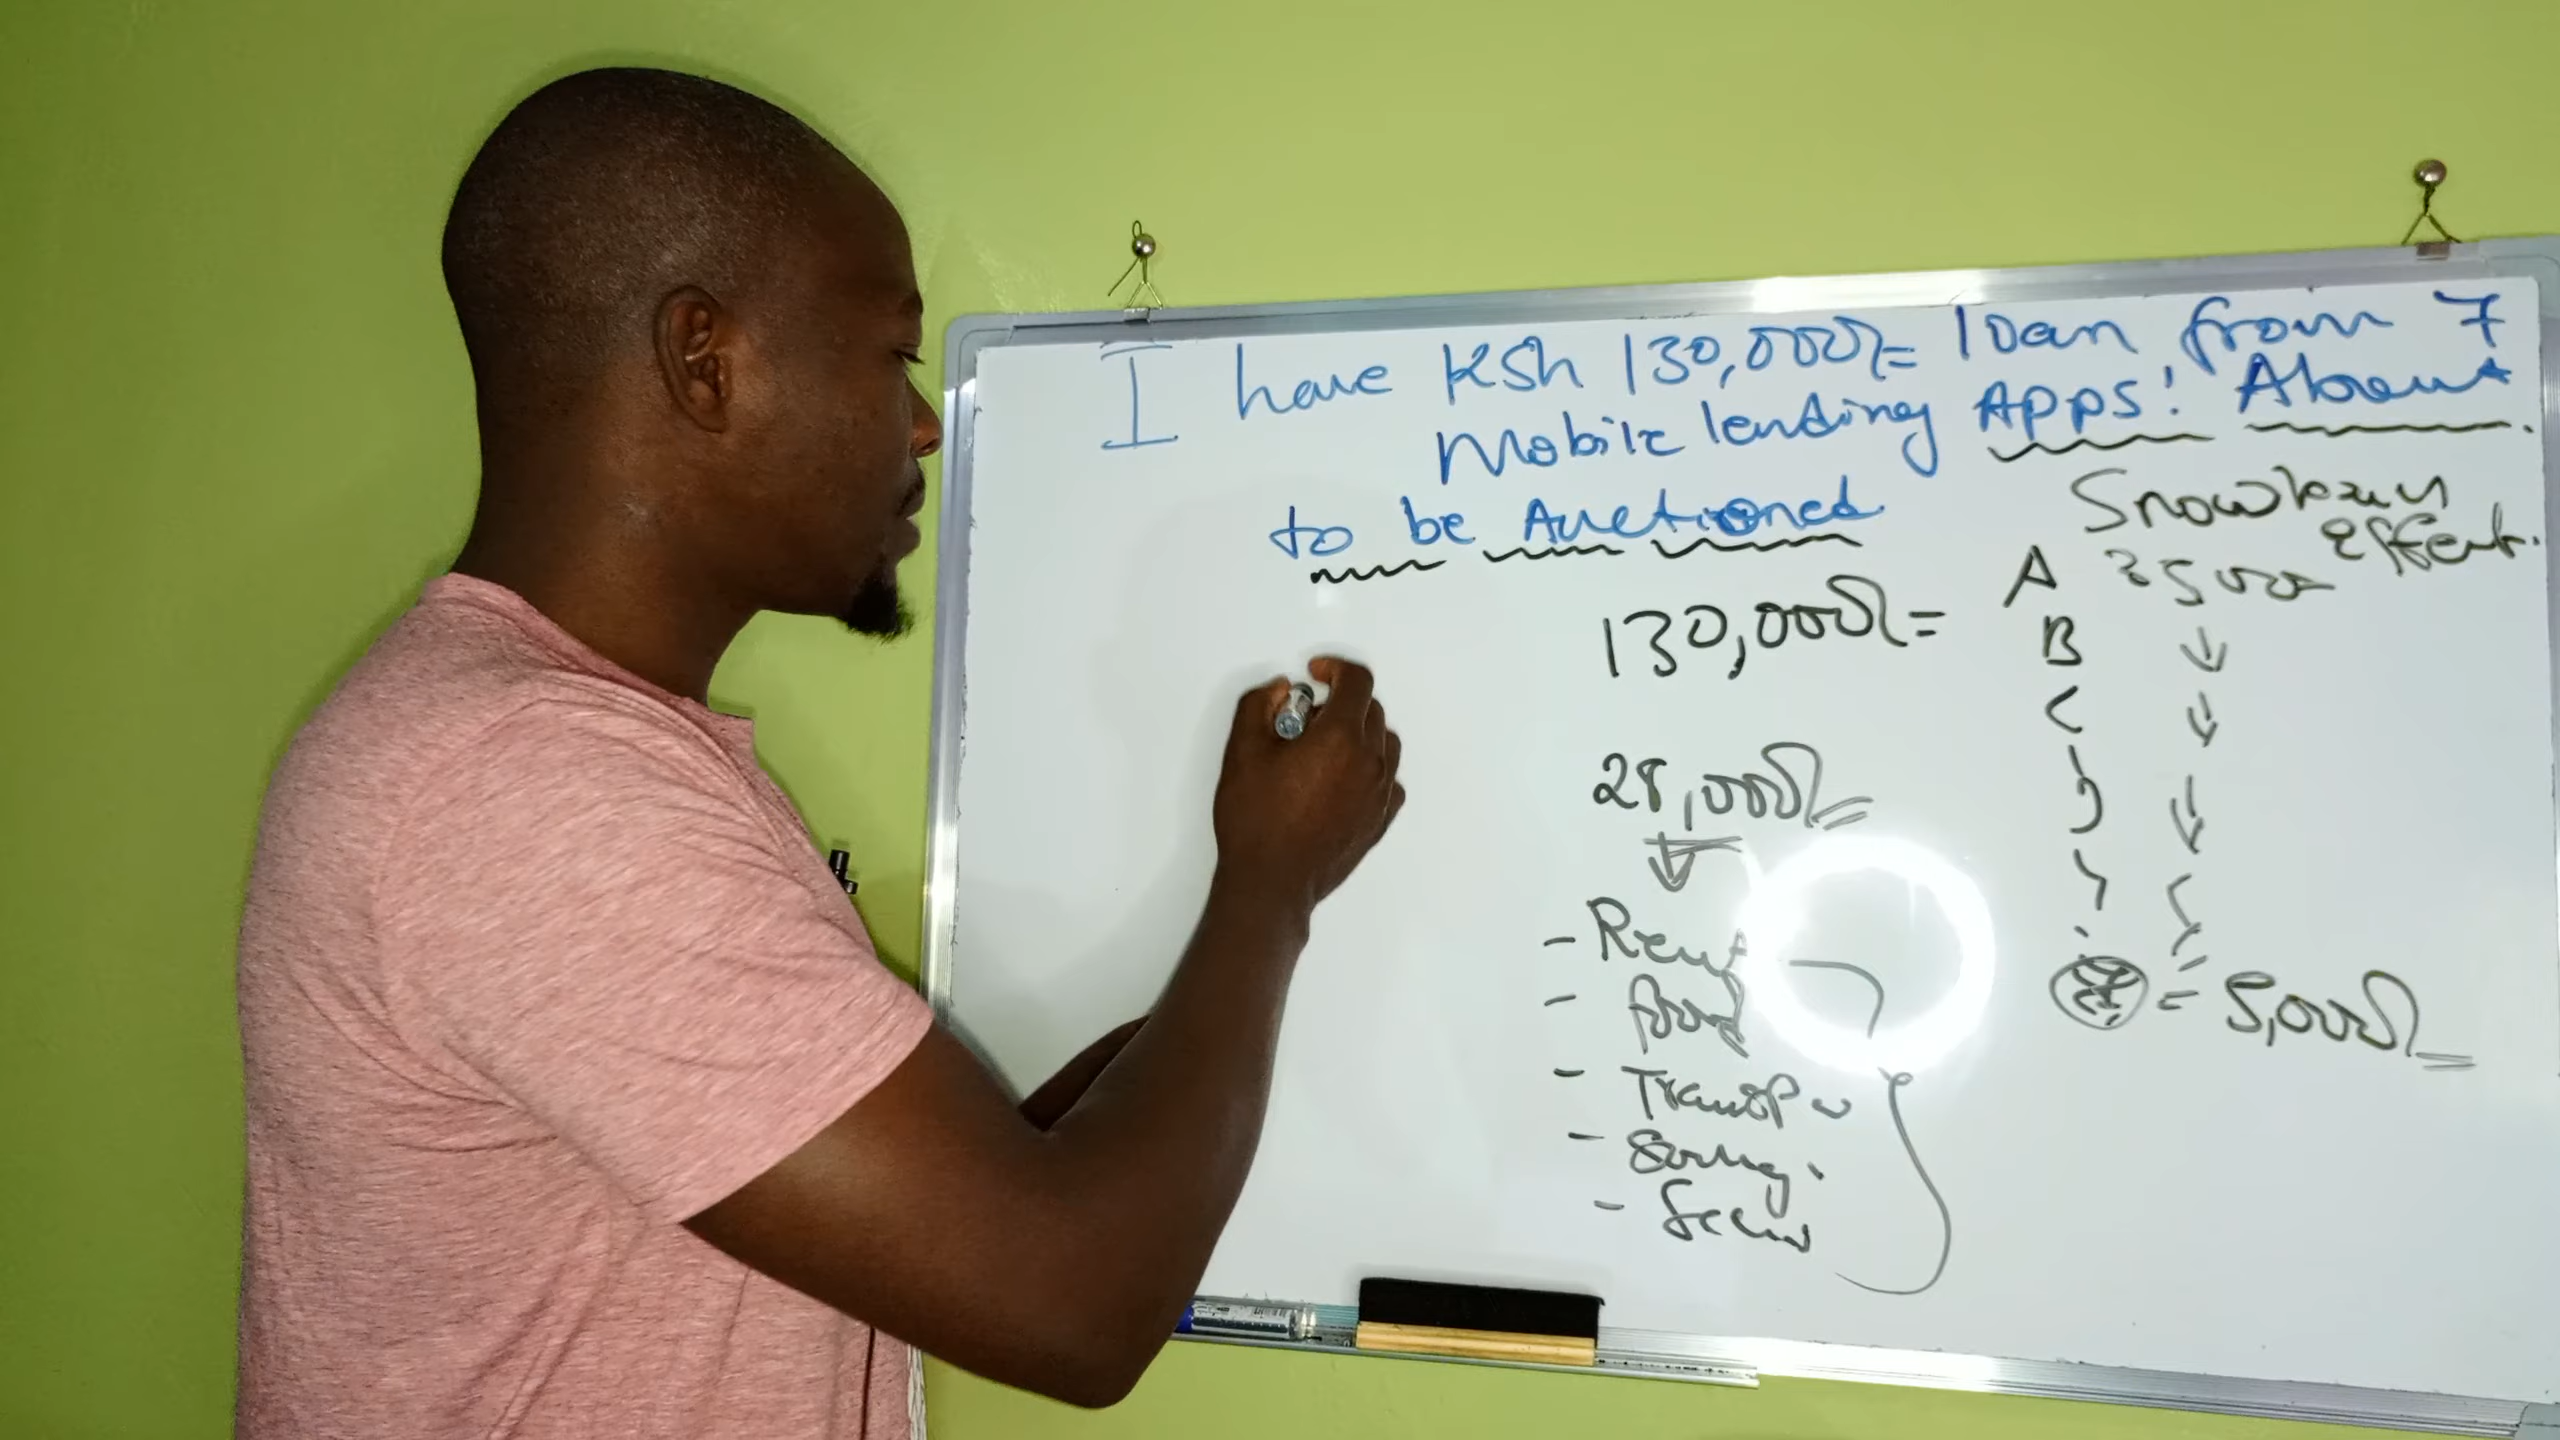 I have KSh 130,000/= loan from 7
Mobile lending Apps! About
to be Auctioned
130,000/=
28,000/=
- Rent
- food
- Transp
-
-
Snowball
effect.
A
B
C
= 5,000/=